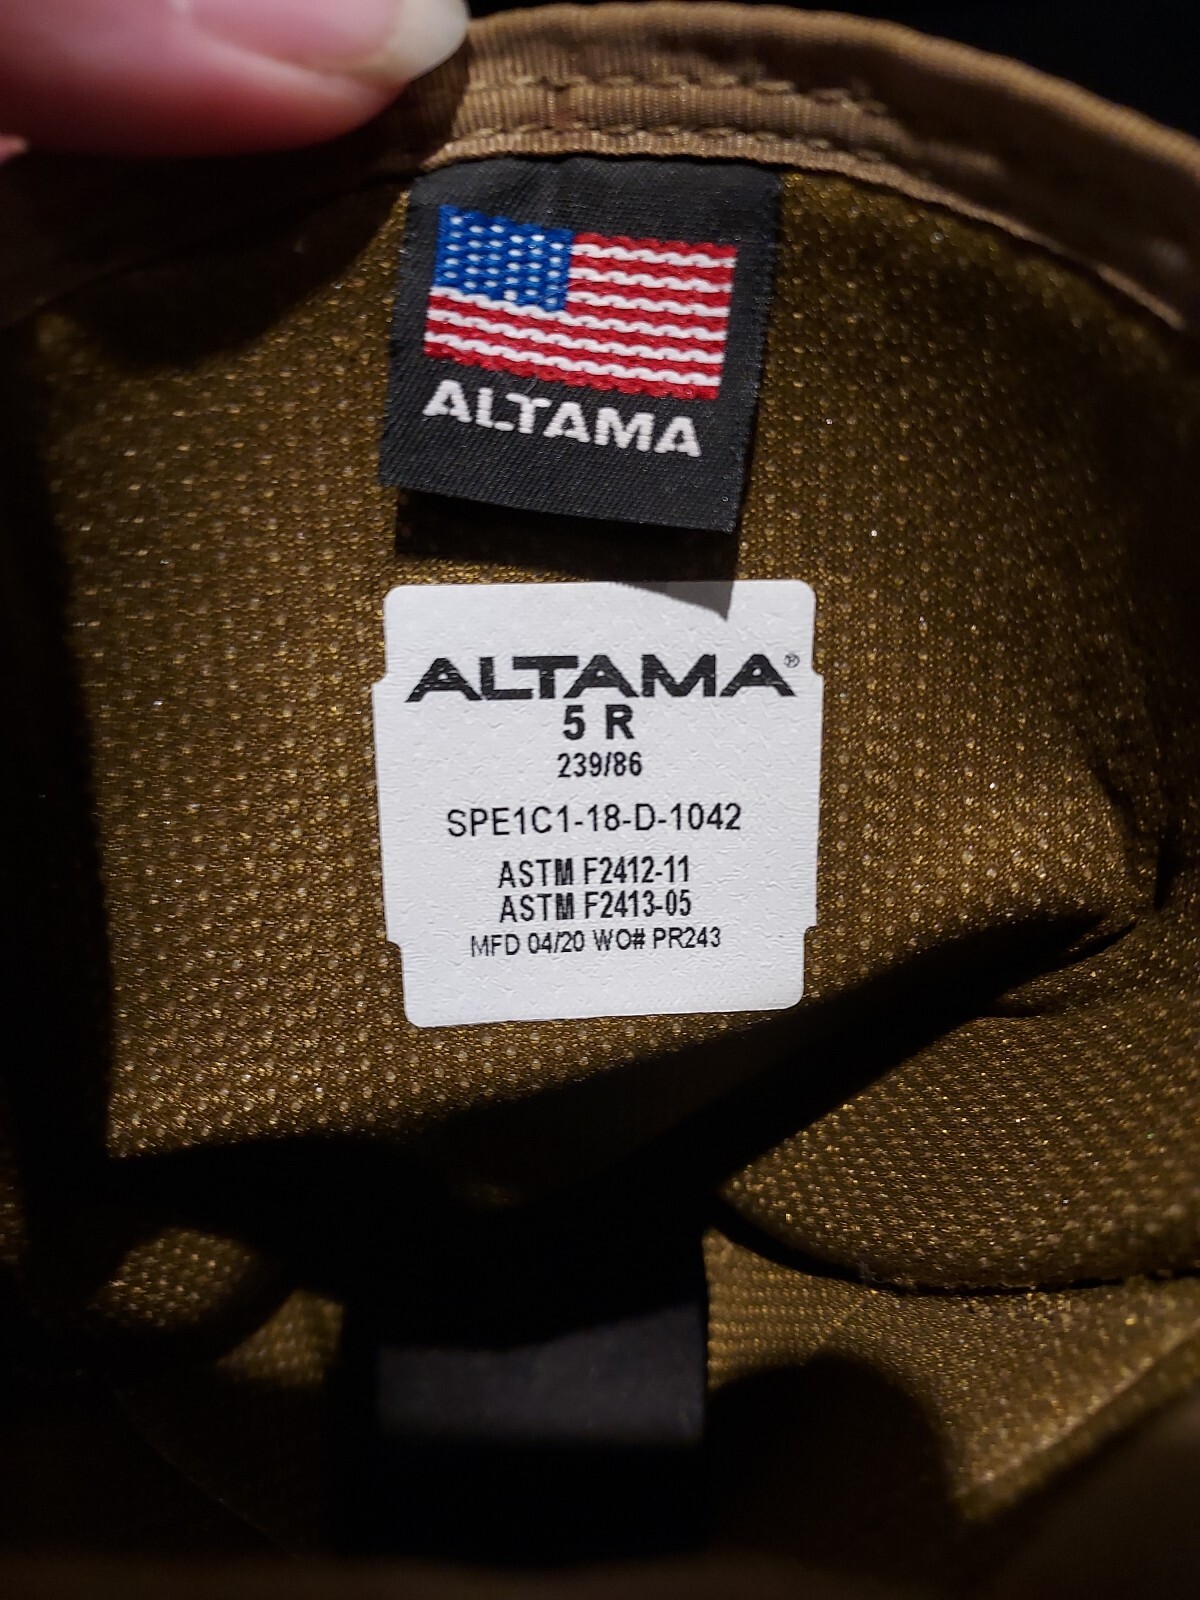 ALTAMA
ALTAMA®
5 R
239/86
SPE1C1-18-D-1042
ASTM F2412-11
ASTM F2413-05
MFD 04/20 WO# PR243